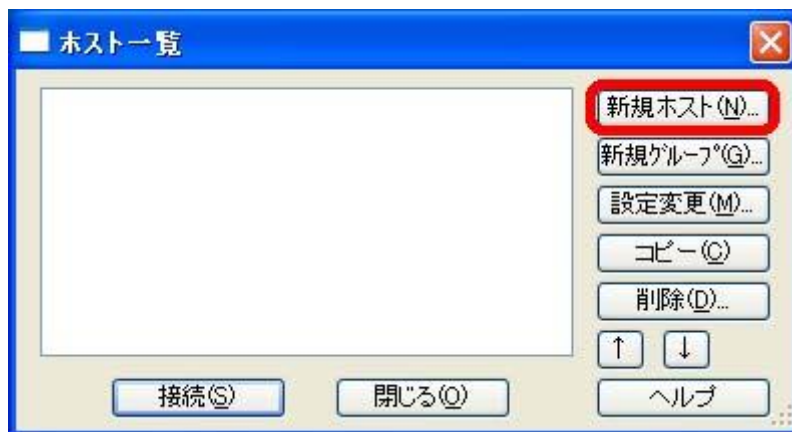 ホスト一覧
新規ホスト(N)...
新規ｸﾞﾙｰﾌﾟ(G)...
設定変更(M)...
コピー(C)
削除(D)...
↑ ↓
接続(S) 閉じる(O) ヘルプ